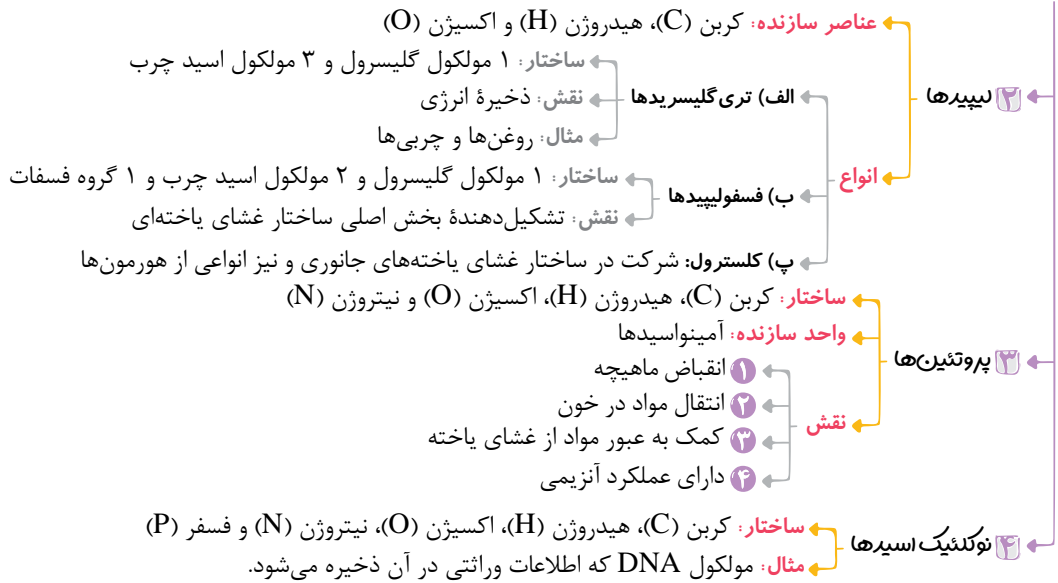 ۲ لیپیدها
عناصر سازنده: کربن (C)، هیدروژن (H) و اکسیژن (O)
انواع
الف) تری‌گلیسریدها
ساختار: ۱ مولکول گلیسرول و ۳ مولکول اسید چرب
نقش: ذخیرهٔ انرژی
مثال: روغن‌ها و چربی‌ها
ب) فسفولیپیدها
ساختار: ۱ مولکول گلیسرول و ۲ مولکول اسید چرب و ۱ گروه فسفات
نقش: تشکیل‌دهندهٔ بخش اصلی ساختار غشای یاخته‌ای
پ) کلسترول: شرکت در ساختار غشای یاخته‌های جانوری و نیز انواعی از هورمون‌ها
۳ پروتئین‌ها
ساختار: کربن (C)، هیدروژن (H)، اکسیژن (O) و نیتروژن (N)
واحد سازنده: آمینواسیدها
نقش
۱ انقباض ماهیچه
۲ انتقال مواد در خون
۳ کمک به عبور مواد از غشای یاخته
۴ دارای عملکرد آنزیمی
۴ نوکلئیک اسیدها
ساختار: کربن (C)، هیدروژن (H)، اکسیژن (O)، نیتروژن (N) و فسفر (P)
مثال: مولکول DNA که اطلاعات وراثتی در آن ذخیره می‌شود.